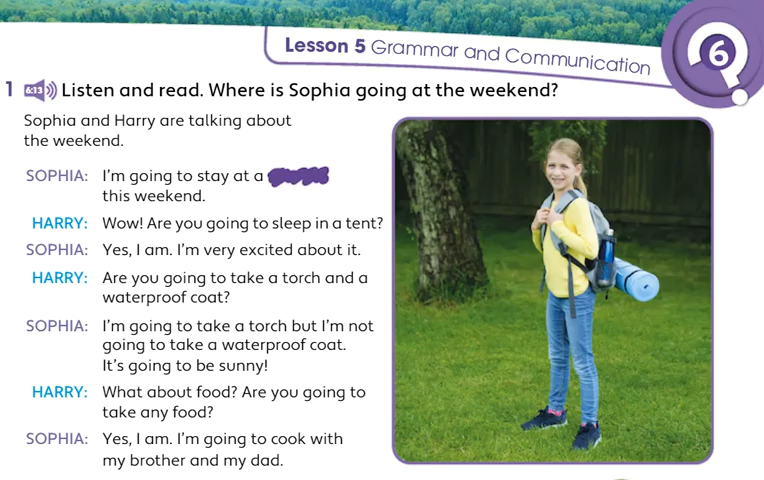 Lesson 5 Grammar and Communication
6
1 6:13 Listen and read. Where is Sophia going at the weekend?
Sophia and Harry are talking about
the weekend.
SOPHIA: I'm going to stay at a
this weekend.
HARRY: Wow! Are you going to sleep in a tent?
SOPHIA: Yes, I am. I'm very excited about it.
HARRY: Are you going to take a torch and a
waterproof coat?
SOPHIA: I'm going to take a torch but I'm not
going to take a waterproof coat.
It's going to be sunny!
HARRY: What about food? Are you going to
take any food?
SOPHIA: Yes, I am. I'm going to cook with
my brother and my dad.